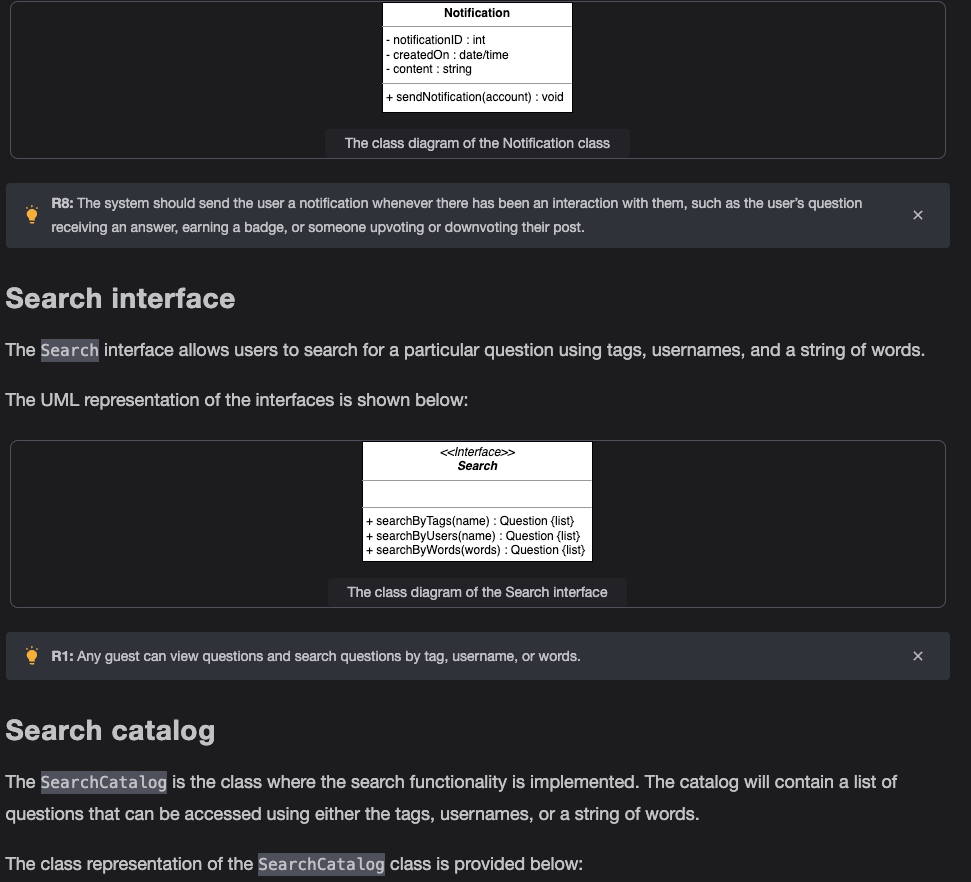 Notification
- notificationID : int
- createdOn : date/time
- content : string
+ sendNotification(account) : void
The class diagram of the Notification class
R8: The system should send the user a notification whenever there has been an interaction with them, such as the user's question
receiving an answer, earning a badge, or someone upvoting or downvoting their post.
Search interface
The Search interface allows users to search for a particular question using tags, usernames, and a string of words.
The UML representation of the interfaces is shown below:
<<Interface>>
Search
+ searchByTags(name) : Question {list}
+ searchByUsers(name) : Question {list}
+ searchByWords(words) : Question {list}
The class diagram of the Search interface
R1: Any guest can view questions and search questions by tag, username, or words.
Search catalog
The SearchCatalog is the class where the search functionality is implemented. The catalog will contain a list of
questions that can be accessed using either the tags, usernames, or a string of words.
The class representation of the SearchCatalog class is provided below: